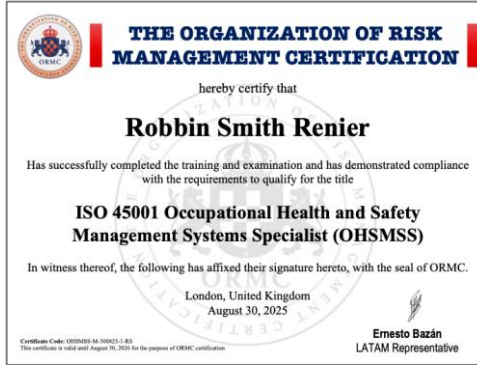 THE ORGANIZATION OF RISK
MANAGEMENT CERTIFICATION
ORMC
hereby certify that
Robbin Smith Renier
Has successfully completed the training and examination and has demonstrated compliance
with the requirements to qualify for the title
ISO 45001 Occupational Health and Safety
Management Systems Specialist (OHSMSS)
In witness thereof, the following has affixed their signature hereto, with the seal of ORMC.
ORMC
London, United Kingdom
August 30, 2025
Ernesto Bazán
LATAM Representative
Certificate Code: OHSMSS-M-300825-1-RS
This certificate is valid until August 30, 2026 for the purpose of ORMC certification